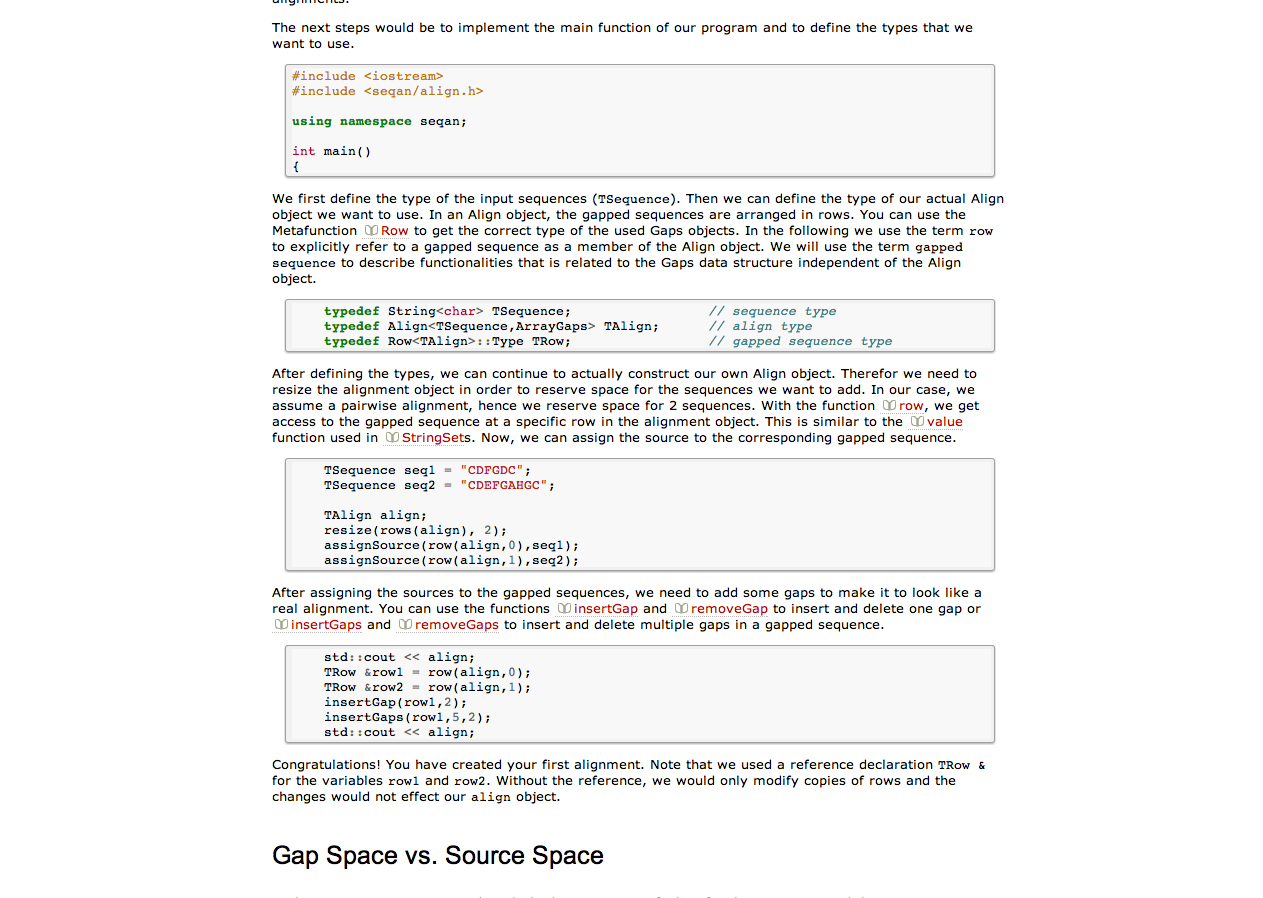 alignments.
The next steps would be to implement the main function of our program and to define the types that we
want to use.
#include <iostream>
#include <seqan/align.h>
using namespace seqan;
int main()
{
We first define the type of the input sequences (TSequence). Then we can define the type of our actual Align
object we want to use. In an Align object, the gapped sequences are arranged in rows. You can use the
Metafunction Row to get the correct type of the used Gaps objects. In the following we use the term row
to explicitly refer to a gapped sequence as a member of the Align object. We will use the term gapped
sequence to describe functionalities that is related to the Gaps data structure independent of the Align
object.
typedef String<char> TSequence; // sequence type
typedef Align<TSequence,ArrayGaps> TAlign; // align type
typedef Row<TAlign>::Type TRow; // gapped sequence type
After defining the types, we can continue to actually construct our own Align object. Therefor we need to
resize the alignment object in order to reserve space for the sequences we want to add. In our case, we
assume a pairwise alignment, hence we reserve space for 2 sequences. With the function row, we get
access to the gapped sequence at a specific row in the alignment object. This is similar to the value
function used in StringSets. Now, we can assign the source to the corresponding gapped sequence.
TSequence seq1 = "CDFGDC";
TSequence seq2 = "CDEFGAHGC";
TAlign align;
resize(rows(align), 2);
assignSource(row(align,0),seq1);
assignSource(row(align,1),seq2);
After assigning the sources to the gapped sequences, we need to add some gaps to make it to look like a
real alignment. You can use the functions insertGap and removeGap to insert and delete one gap or
insertGaps and removeGaps to insert and delete multiple gaps in a gapped sequence.
std::cout << align;
TRow &row1 = row(align,0);
TRow &row2 = row(align,1);
insertGap(row1,2);
insertGaps(row1,5,2);
std::cout << align;
Congratulations! You have created your first alignment. Note that we used a reference declaration TRow &
for the variables row1 and row2. Without the reference, we would only modify copies of rows and the
changes would not effect our align object.
Gap Space vs. Source Space